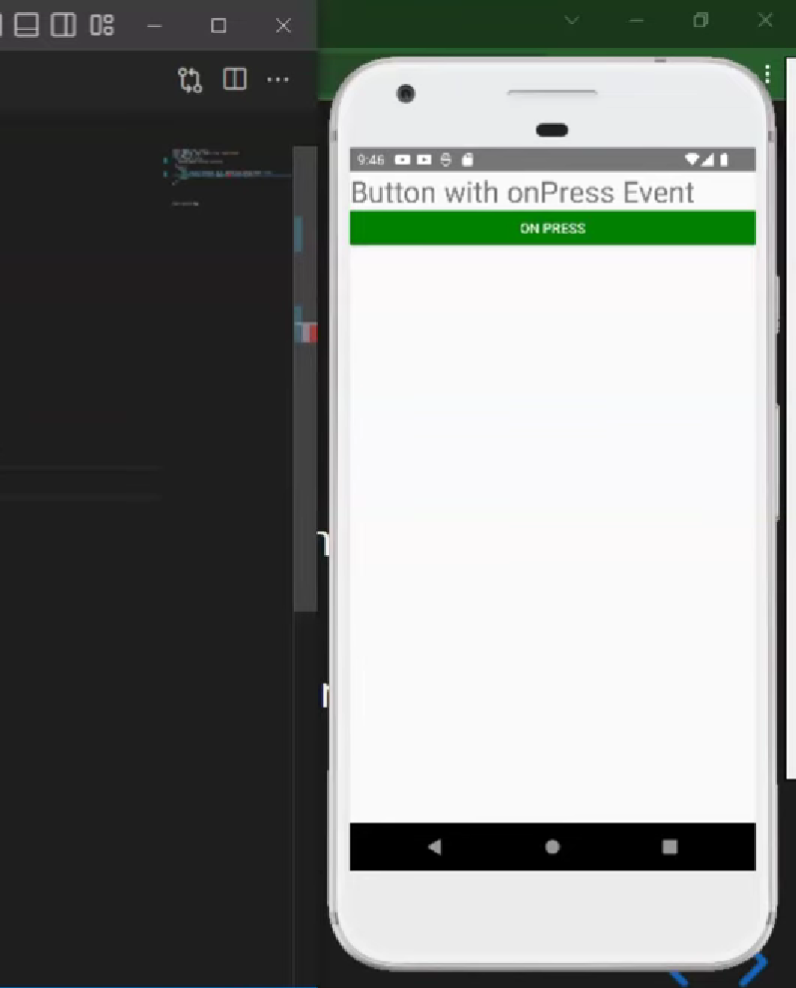 9:46
Button with onPress Event
ON PRESS